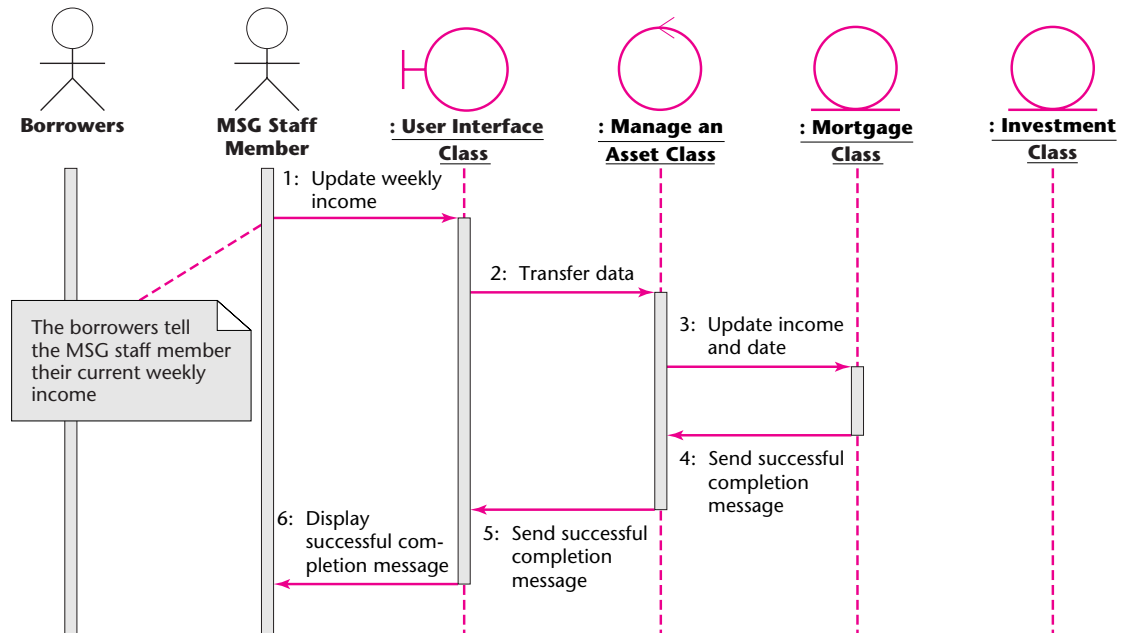 Borrowers
MSG Staff
Member
: User Interface
Class
: Manage an
Asset Class
: Mortgage
Class
: Investment
Class
1: Update weekly
income
2: Transfer data
The borrowers tell
the MSG staff member
their current weekly
income
3: Update income
and date
4: Send successful
completion
message
5: Send successful
completion
message
6: Display
successful com-
pletion message